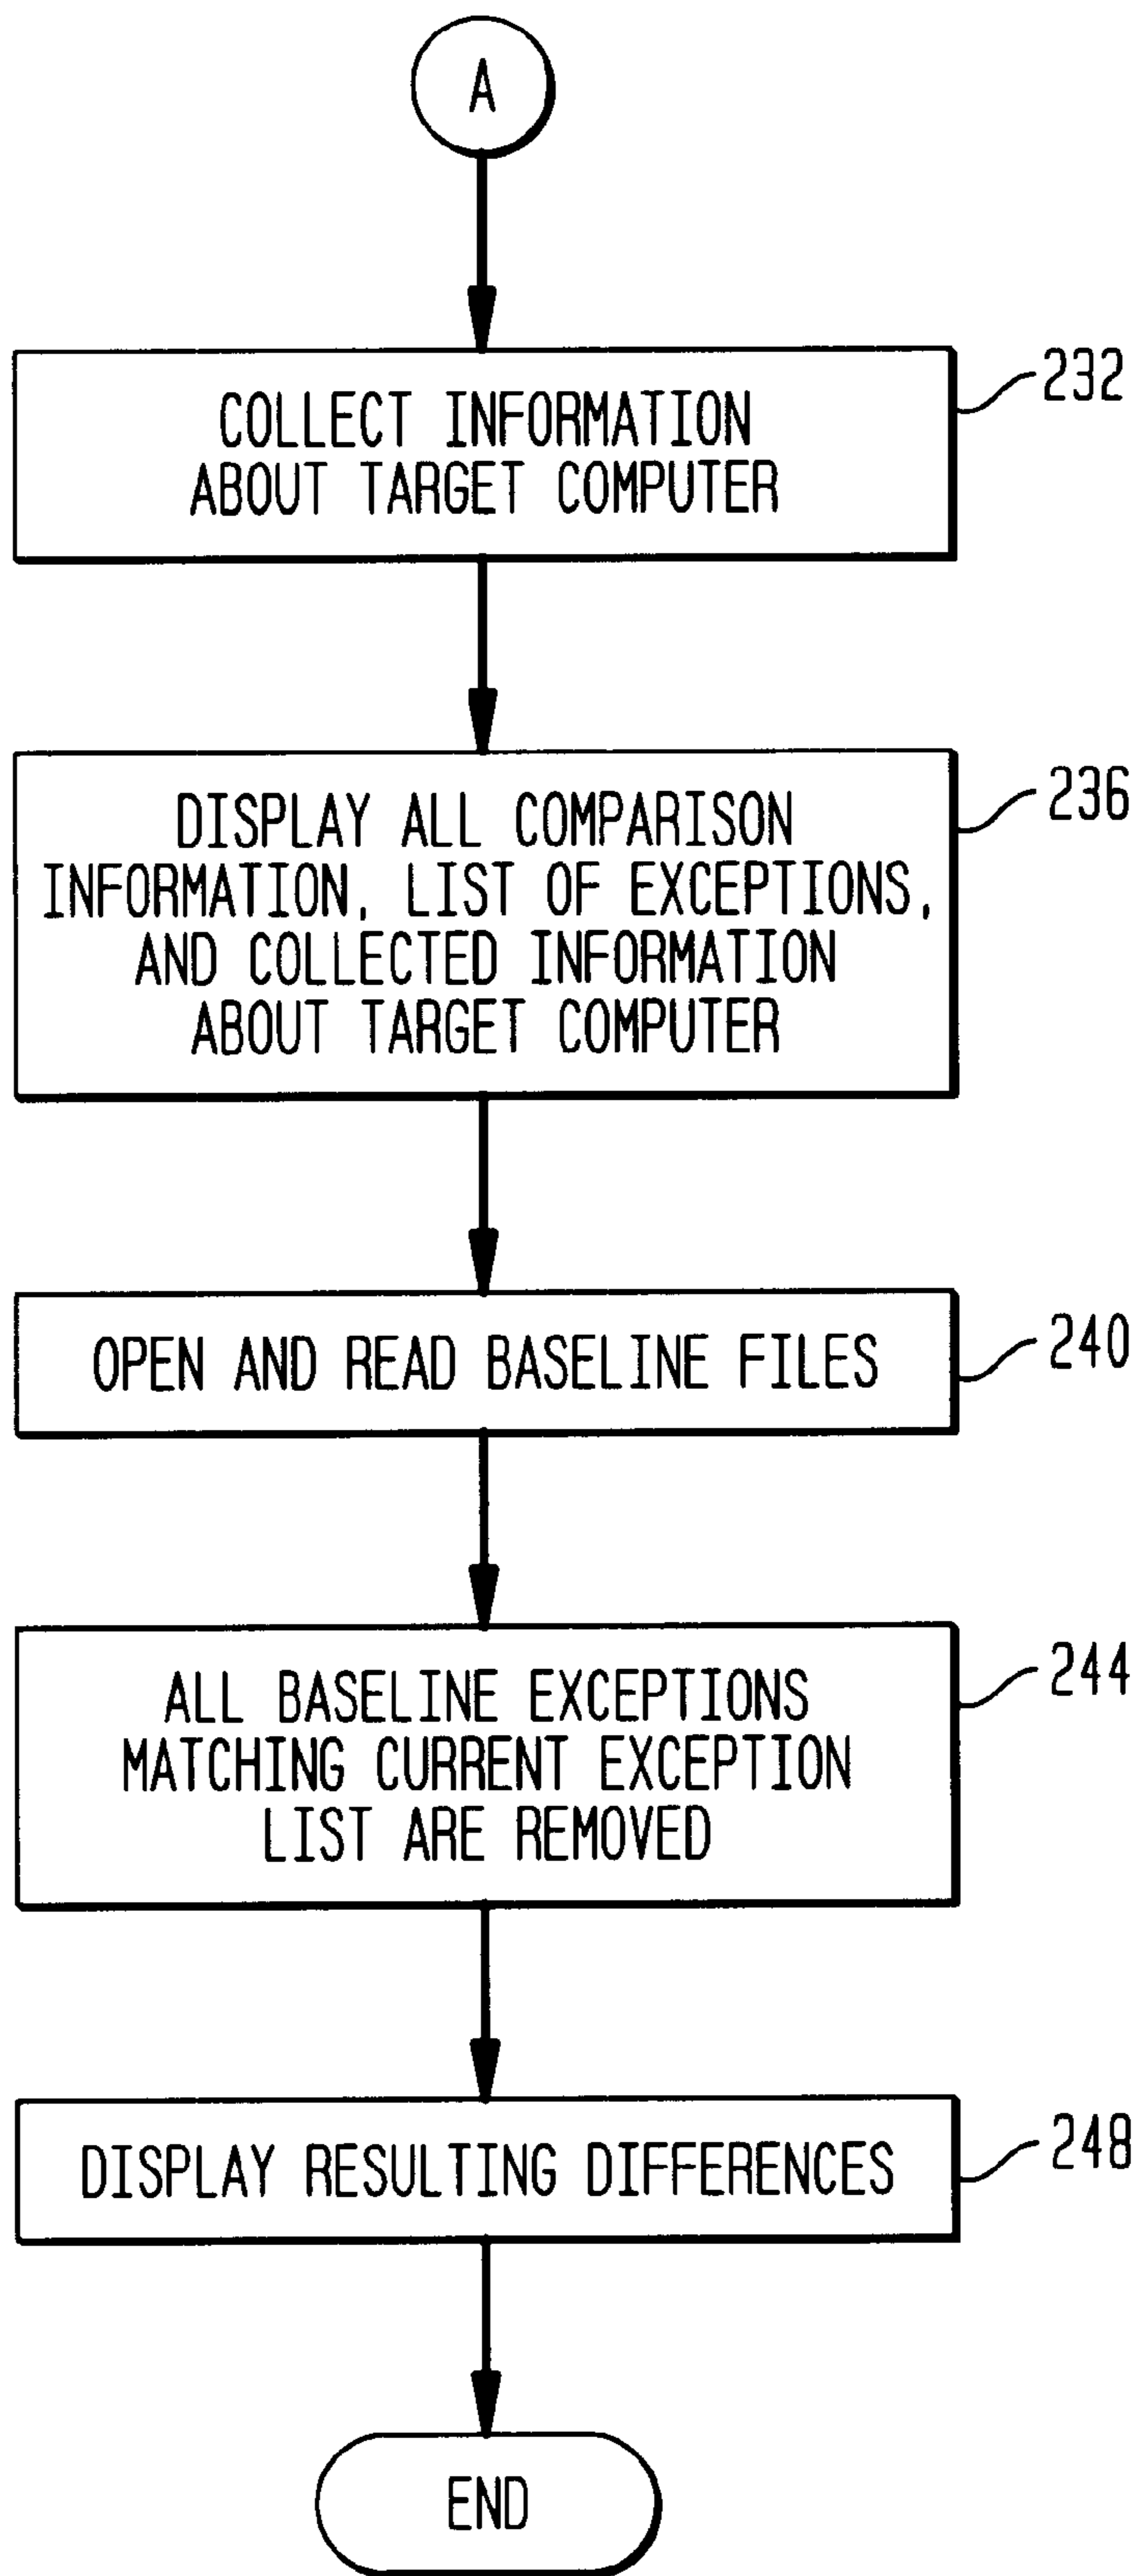 A
COLLECT INFORMATION
ABOUT TARGET COMPUTER
232
DISPLAY ALL COMPARISON
INFORMATION, LIST OF EXCEPTIONS,
AND COLLECTED INFORMATION
ABOUT TARGET COMPUTER
236
OPEN AND READ BASELINE FILES
240
ALL BASELINE EXCEPTIONS
MATCHING CURRENT EXCEPTION
LIST ARE REMOVED
244
DISPLAY RESULTING DIFFERENCES
248
END